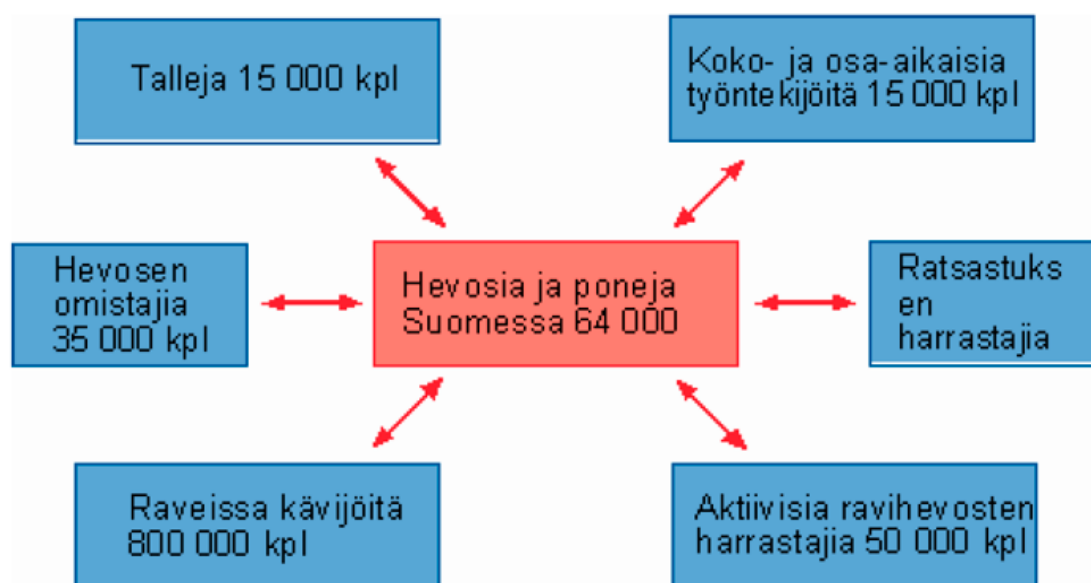 Talleja 15 000 kpl
Koko- ja osa-aikaisia
työntekijöitä 15 000 kpl
Hevosen
omistajia
35 000 kpl
Hevosia ja poneja
Suomessa 64 000
Ratsastuks
en
harrastajia
Raveissa kävijöitä
800 000 kpl
Aktiivisia ravihevosten
harrastajia 50 000 kpl